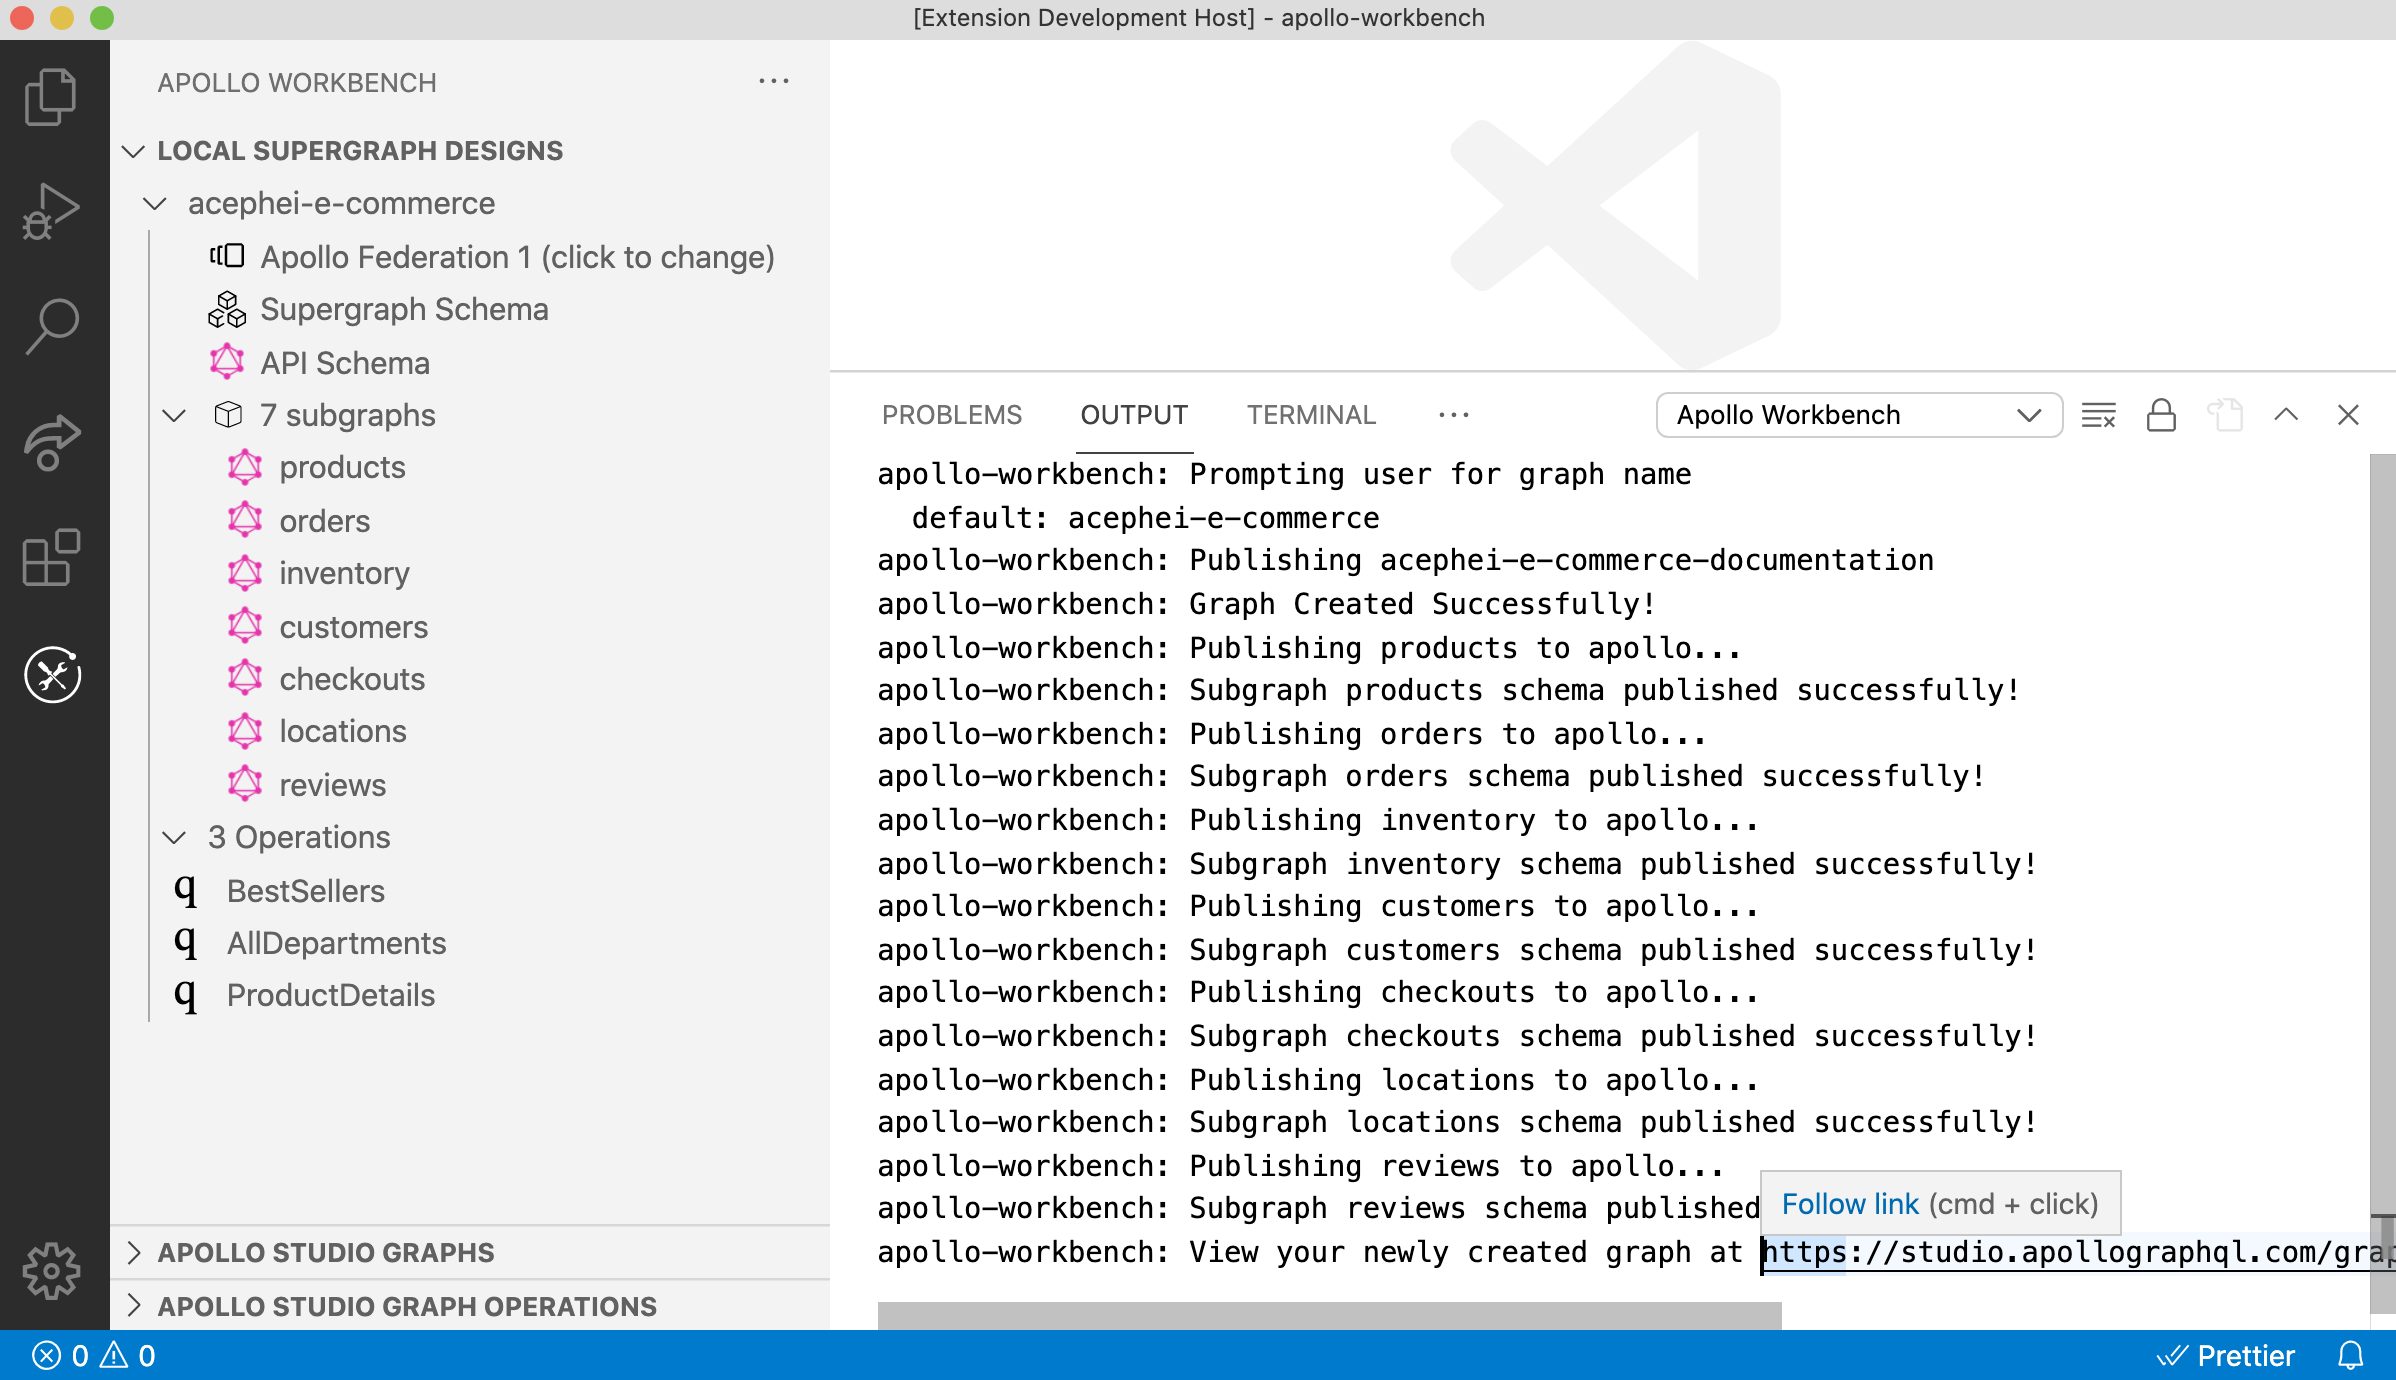 [Extension Development Host] - apollo-workbench
APOLLO WORKBENCH
LOCAL SUPERGRAPH DESIGNS
acephei-e-commerce
Apollo Federation 1 (click to change)
Supergraph Schema
API Schema
7 subgraphs
products
orders
inventory
customers
checkouts
locations
reviews
3 Operations
q BestSellers
q AllDepartments
q ProductDetails
APOLLO STUDIO GRAPHS
APOLLO STUDIO GRAPH OPERATIONS
PROBLEMS OUTPUT TERMINAL ··· Apollo Workbench
apollo-workbench: Prompting user for graph name
default: acephei-e-commerce
apollo-workbench: Publishing acephei-e-commerce-documentation
apollo-workbench: Graph Created Successfully!
apollo-workbench: Publishing products to apollo...
apollo-workbench: Subgraph products schema published successfully!
apollo-workbench: Publishing orders to apollo...
apollo-workbench: Subgraph orders schema published successfully!
apollo-workbench: Publishing inventory to apollo...
apollo-workbench: Subgraph inventory schema published successfully!
apollo-workbench: Publishing customers to apollo...
apollo-workbench: Subgraph customers schema published successfully!
apollo-workbench: Publishing checkouts to apollo...
apollo-workbench: Subgraph checkouts schema published successfully!
apollo-workbench: Publishing locations to apollo...
apollo-workbench: Subgraph locations schema published successfully!
apollo-workbench: Publishing reviews to apollo...
apollo-workbench: Subgraph reviews schema published
Follow link (cmd + click)
apollo-workbench: View your newly created graph at https://studio.apollographql.com/grap
0 0
Prettier